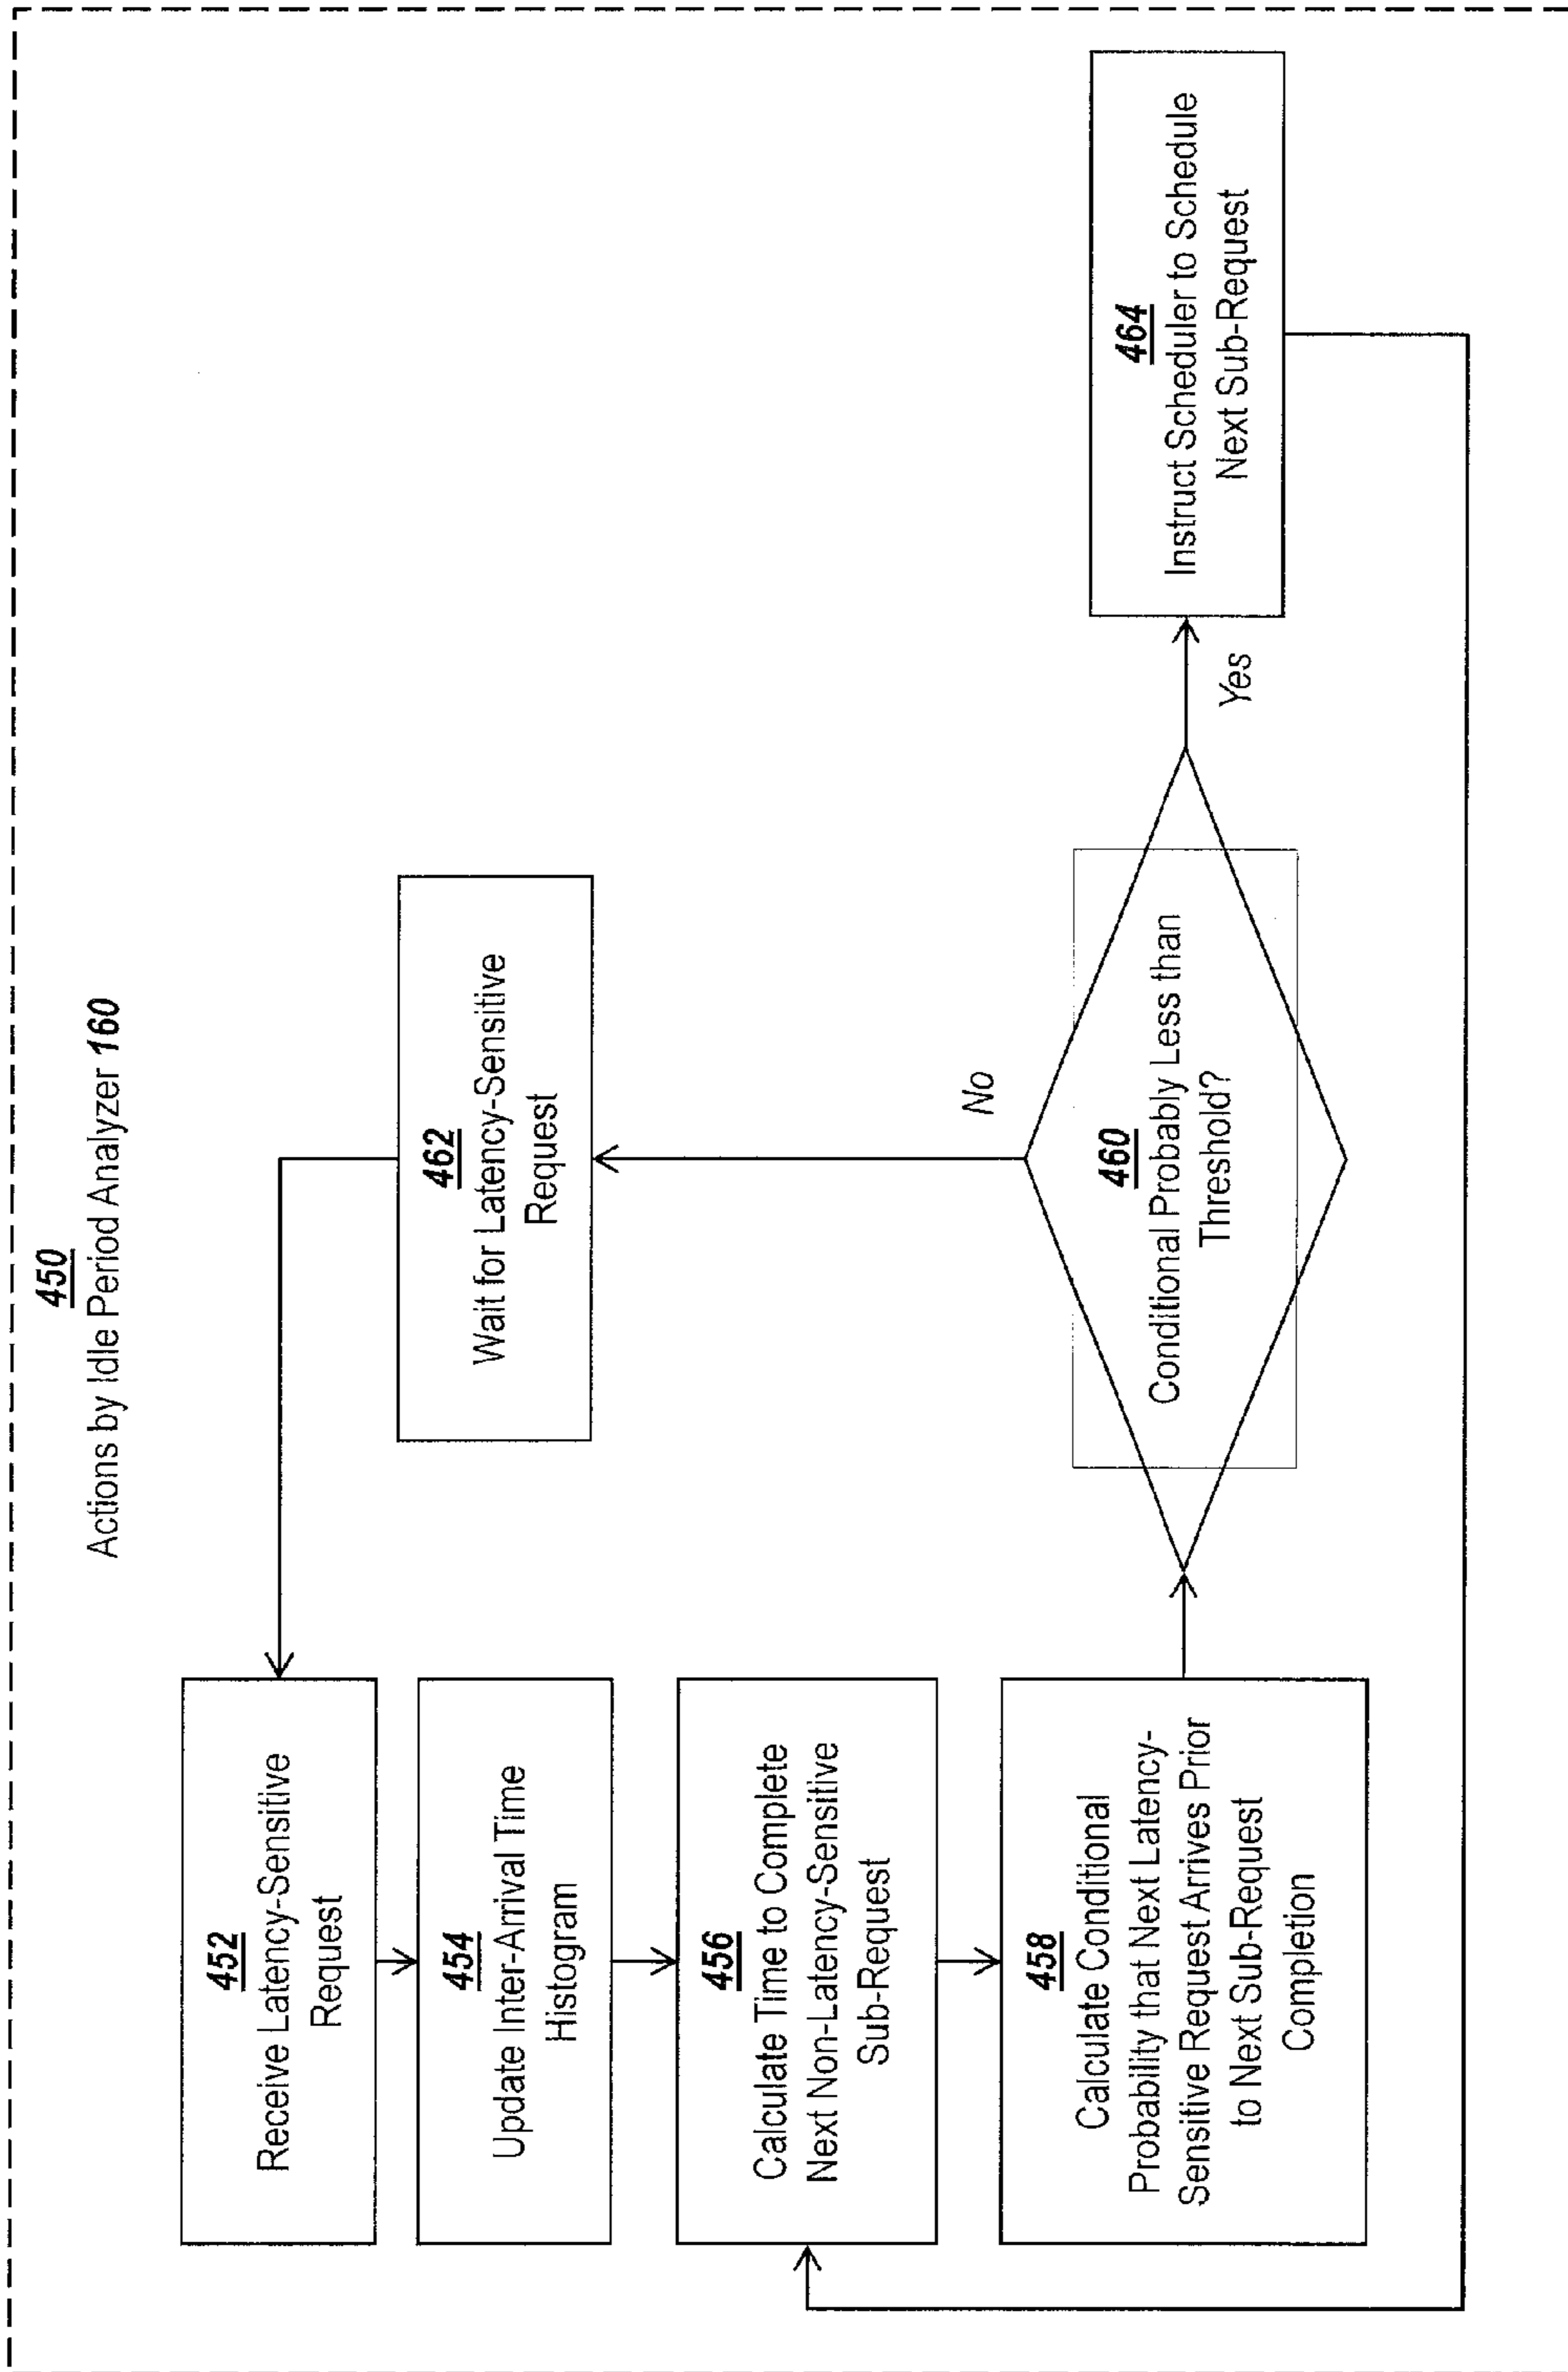 450
Actions by Idle Period Analyzer 160
452
Receive Latency-Sensitive
Request
454
Update Inter-Arrival Time
Histogram
456
Calculate Time to Complete
Next Non-Latency-Sensitive
Sub-Request
458
Calculate Conditional
Probability that Next Latency-
Sensitive Request Arrives Prior
to Next Sub-Request
Completion
460
Conditional Probably Less than
Threshold?
No
462
Wait for Latency-Sensitive
Request
Yes
464
Instruct Scheduler to Schedule
Next Sub-Request